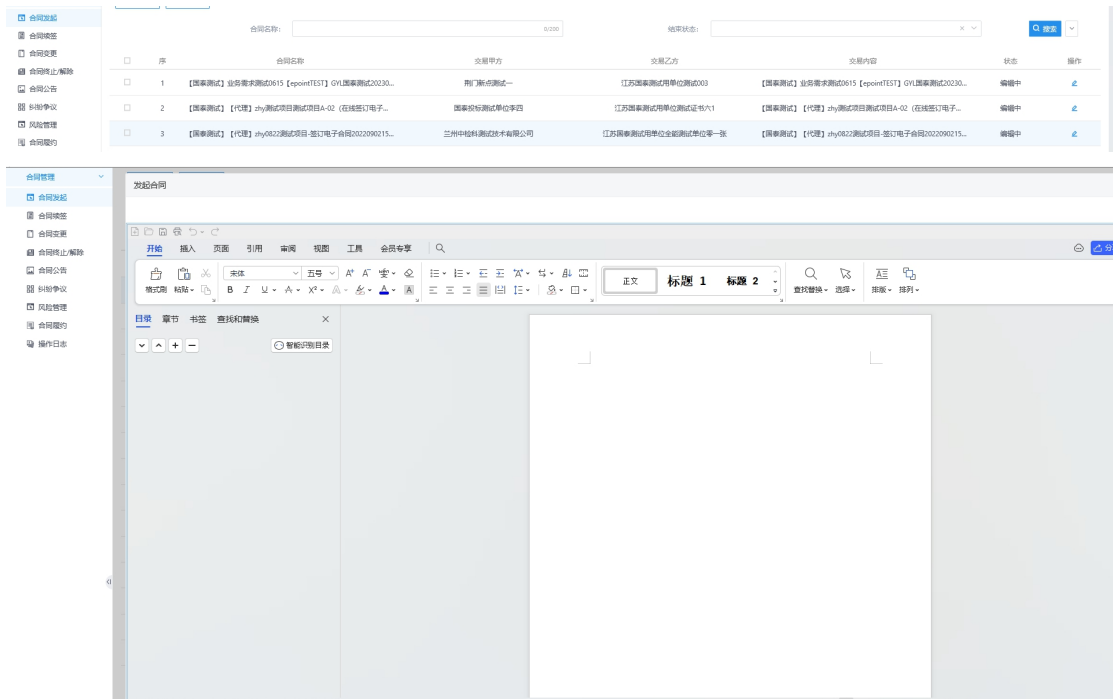 合同发起
合同续签
合同变更
合同终止/解除
合同公告
纠纷争议
风险管理
合同履约
合同名称: 0/200 结束状态: 搜索
序 合同名称 交易甲方 交易乙方 交易内容 状态 操作
1 【国泰测试】业务需求测试0615【epointTEST】GYL国泰测试20230... 荆门新点测试一 江苏国泰测试用单位测试003 【国泰测试】业务需求测试0615【epointTEST】GYL国泰测试20230... 编辑中
2 【国泰测试】【代理】zhy测试项目测试项目A-02（在线签订电子... 国泰投标测试单位李四 江苏国泰测试用单位测试证书六1 【国泰测试】【代理】zhy测试项目测试项目A-02（在线签订电子... 编辑中
3 【国泰测试】【代理】zhy0822测试项目-签订电子合同2022090215... 兰州中检科测试技术有限公司 江苏国泰测试用单位全能测试单位零一张 【国泰测试】【代理】zhy0822测试项目-签订电子合同2022090215... 编辑中
合同管理
合同发起
合同续签
合同变更
合同终止/解除
合同公告
纠纷争议
风险管理
合同履约
操作日志
发起合同
开始 插入 页面 引用 审阅 视图 工具 会员专享
格式刷 粘贴 宋体 五号 正文 标题 1 标题 2 查找替换 选择 排版 排列
目录 章节 书签 查找和替换
智能识别目录